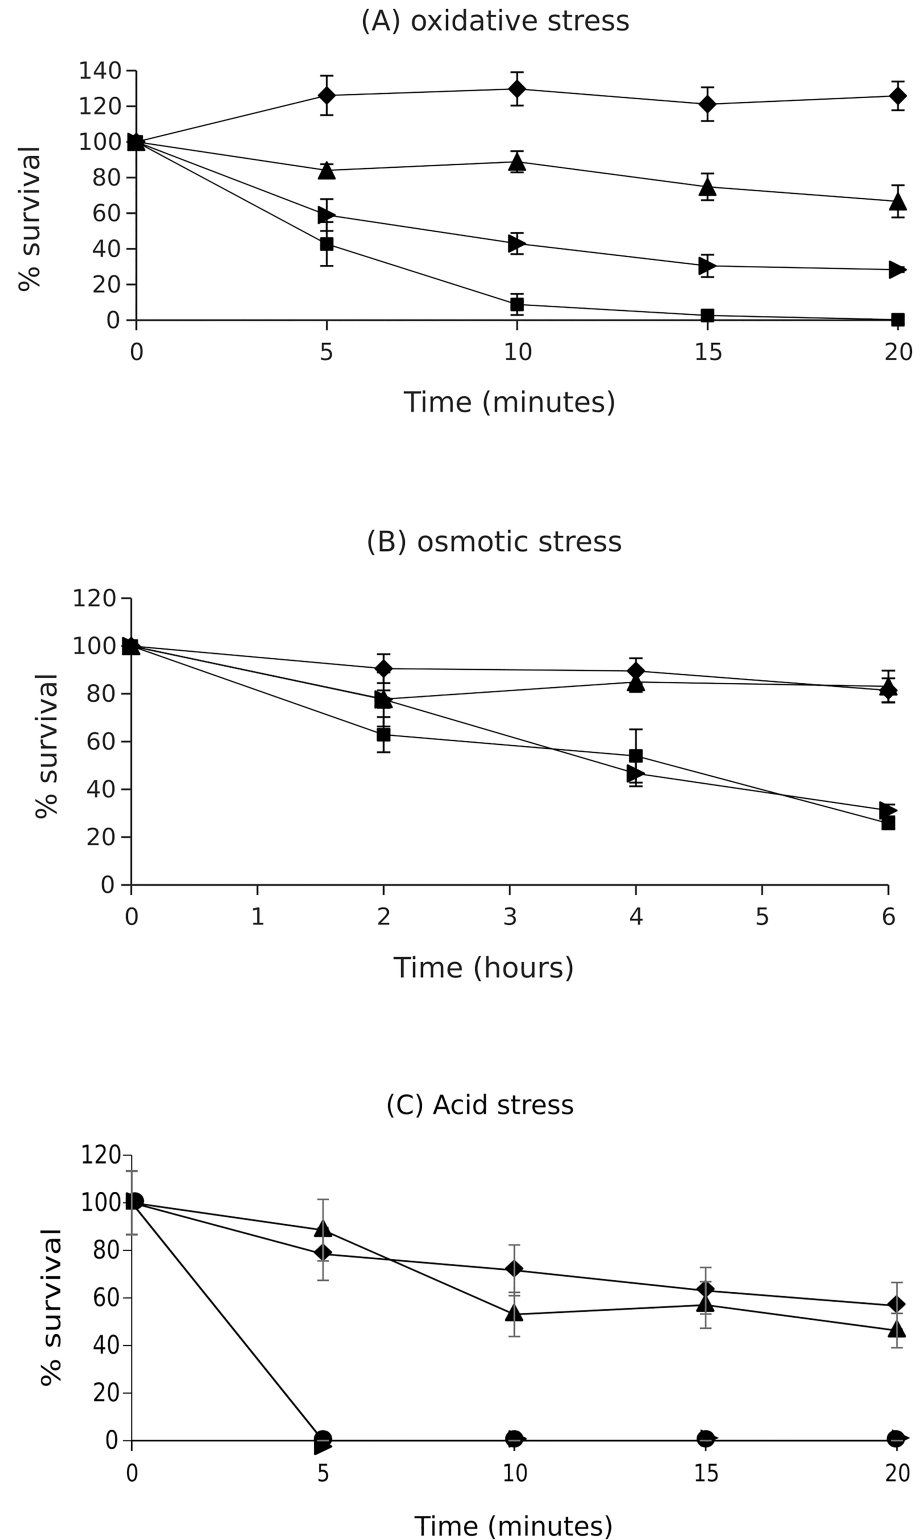 (A) oxidative stress
140
120
100
80
60
40
20
0
% survival
0 5 10 15 20
Time (minutes)
(B) osmotic stress
120
100
80
60
40
20
0
% survival
0 1 2 3 4 5 6
Time (hours)
(C) Acid stress
120
100
80
60
40
20
0
% survival
0 5 10 15 20
Time (minutes)